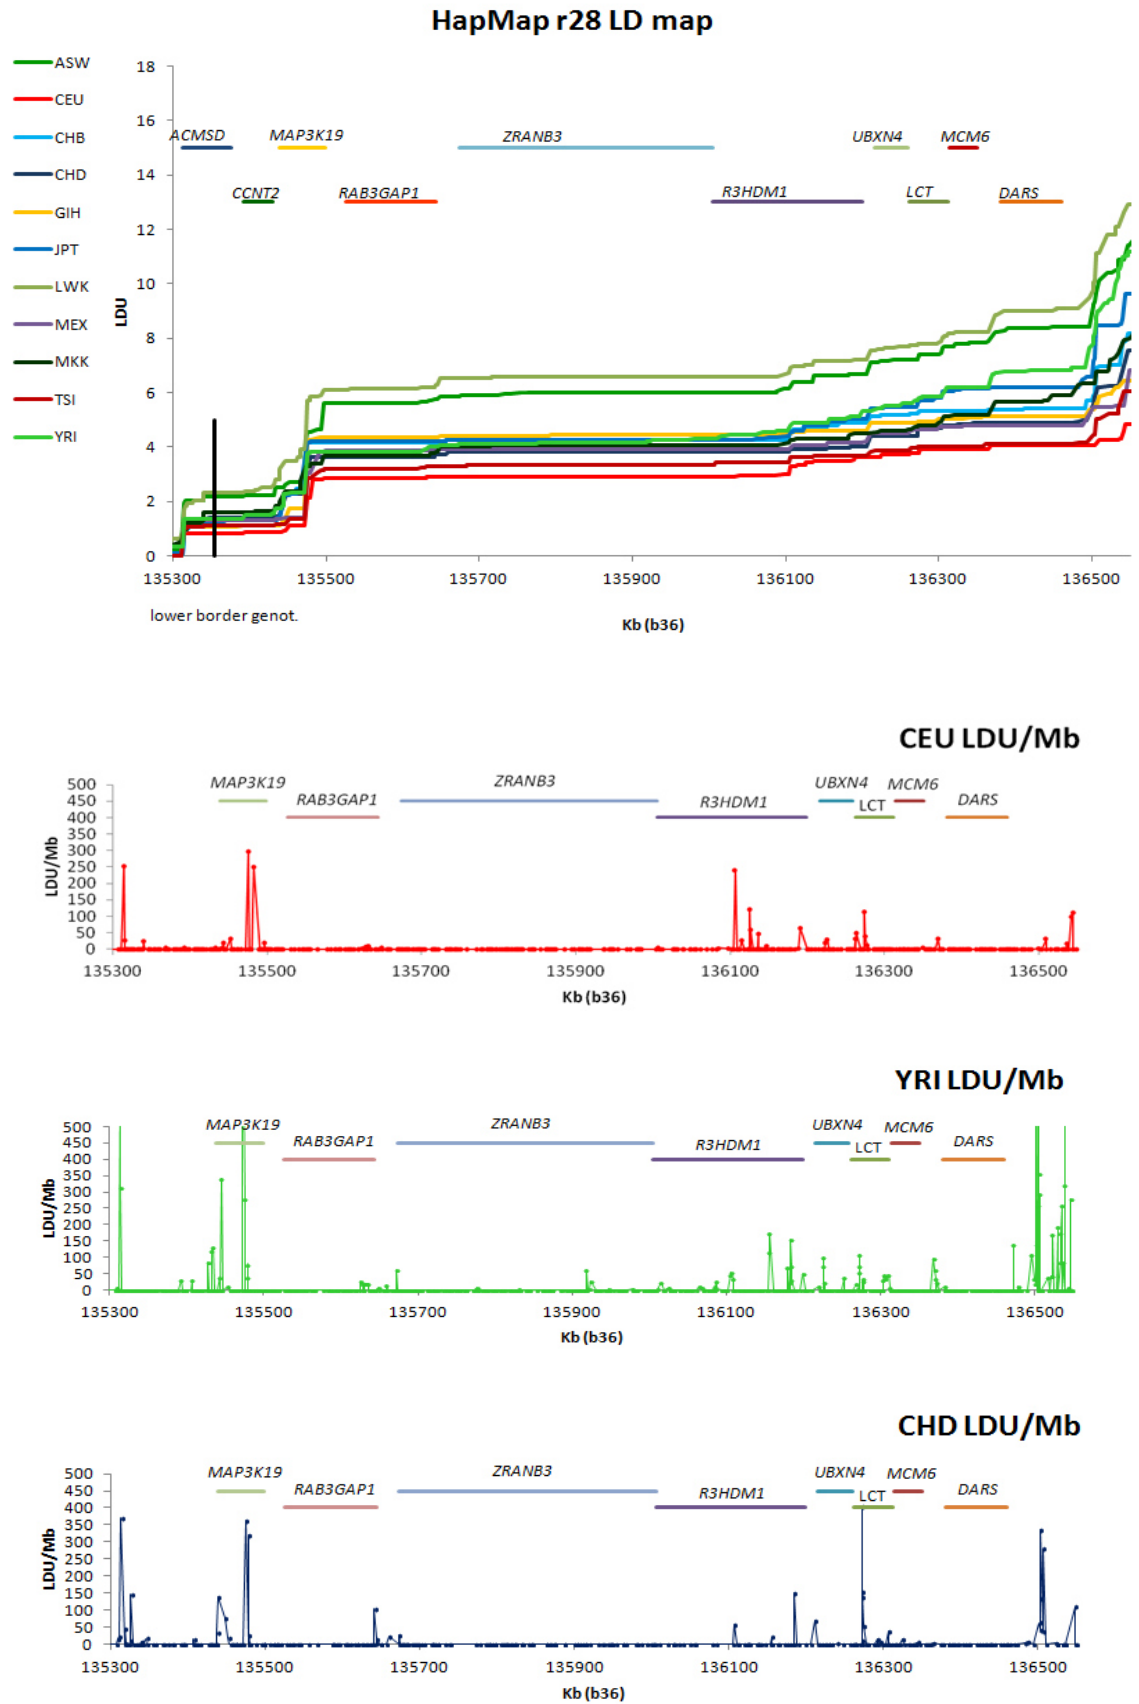 HapMap r28 LD map
ASW
CEU
CHB
CHD
GIH
JPT
LWK
MEX
MKK
TSI
YRI
LDU
18
16
14
12
10
8
6
4
2
0
ACMSD
MAP3K19
ZRANB3
UBXN4
MCM6
CCNT2
RAB3GAP1
R3HDM1
LCT
DARS
135300 135500 135700 135900 136100 136300 136500
lower border genot.
Kb (b36)
CEU LDU/Mb
MAP3K19
ZRANB3
UBXN4
MCM6
RAB3GAP1
R3HDM1
LCT
DARS
LDU/Mb
500
450
400
350
300
250
200
150
100
50
0
135300 135500 135700 135900 136100 136300 136500
Kb (b36)
YRI LDU/Mb
MAP3K19
ZRANB3
UBXN4
MCM6
RAB3GAP1
R3HDM1
LCT
DARS
LDU/Mb
500
450
400
350
300
250
200
150
100
50
0
135300 135500 135700 135900 136100 136300 136500
Kb (b36)
CHD LDU/Mb
MAP3K19
ZRANB3
UBXN4
MCM6
RAB3GAP1
R3HDM1
LCT
DARS
LDU/Mb
500
450
400
350
300
250
200
150
100
50
0
135300 135500 135700 135900 136100 136300 136500
Kb (b36)